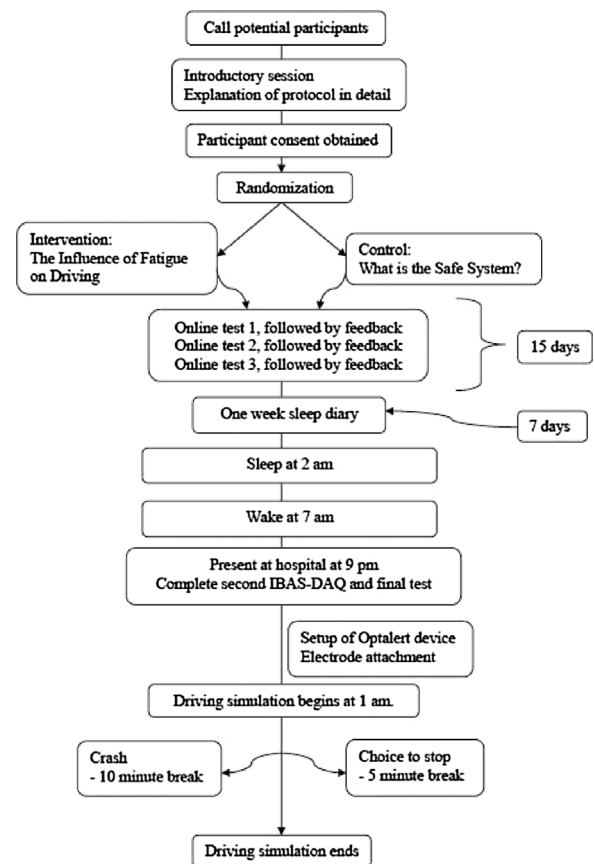 Call potential participants
Introductory session
Explanation of protocol in detail
Participant consent obtained
Randomization
Intervention:
The Influence of Fatigue
on Driving
Control:
What is the Safe System?
Online test 1, followed by feedback
Online test 2, followed by feedback
Online test 3, followed by feedback
15 days
One week sleep diary
7 days
Sleep at 2 am
Wake at 7 am
Present at hospital at 9 pm
Complete second IBAS-DAQ and final test
Setup of Optalert device
Electrode attachment
Driving simulation begins at 1 am.
Crash
- 10 minute break
Choice to stop
- 5 minute break
Driving simulation ends